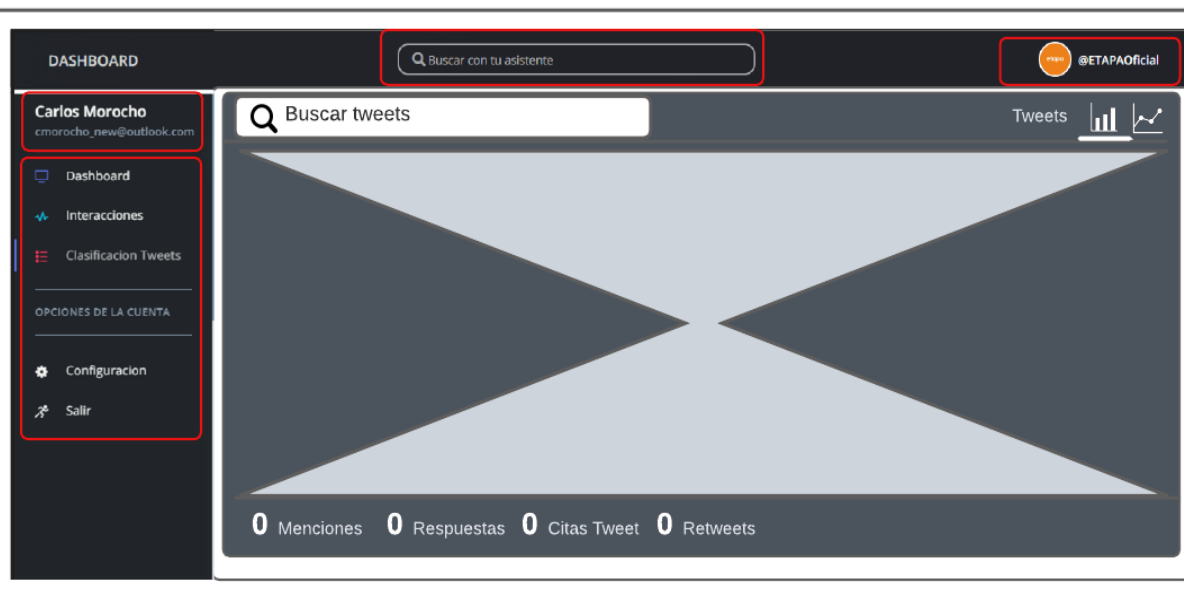 DASHBOARD
Buscar con tu asistente
etapa
@ETAPAOficial
Carlos Morocho
cmorocho_new@outlook.com
Dashboard
Interacciones
Clasificacion Tweets
OPCIONES DE LA CUENTA
Configuracion
Salir
Buscar tweets
Tweets
0 Menciones 0 Respuestas 0 Citas Tweet 0 Retweets